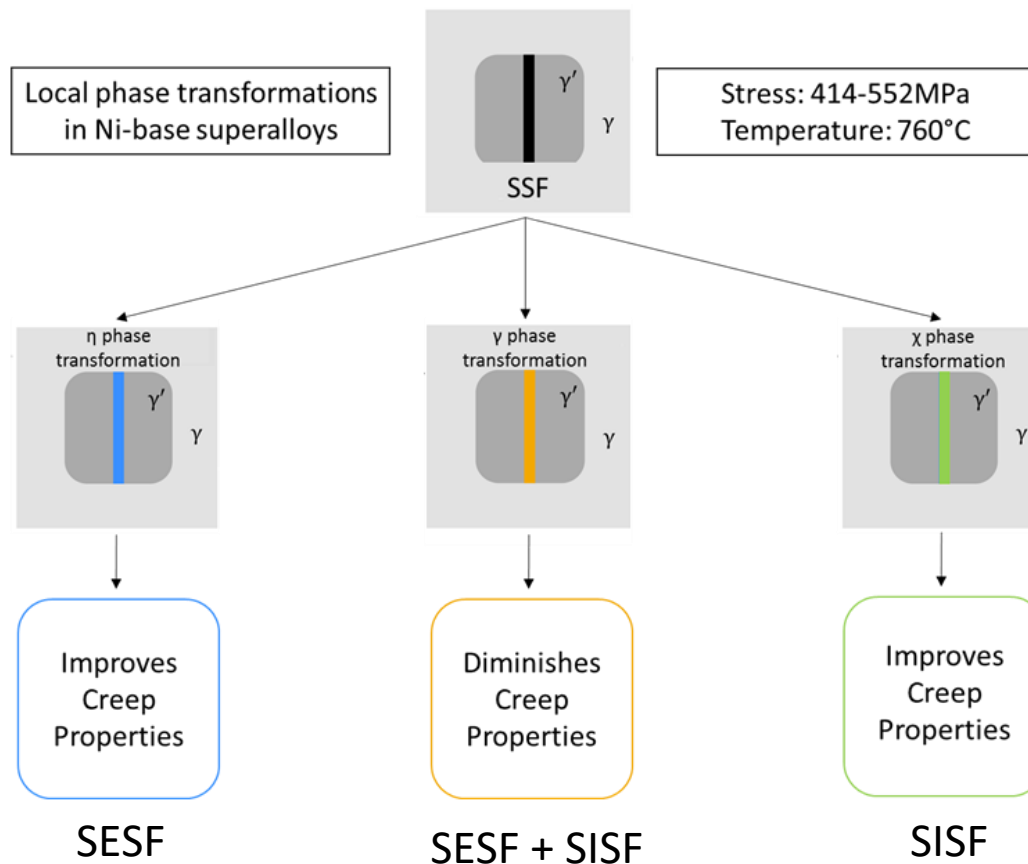 Local phase transformations
in Ni-base superalloys
γ′
γ
SSF
Stress: 414-552MPa
Temperature: 760°C
η phase
transformation
γ′
γ
γ phase
transformation
γ′
γ
χ phase
transformation
γ′
γ
Improves
Creep
Properties
Diminishes
Creep
Properties
Improves
Creep
Properties
SESF
SESF + SISF
SISF